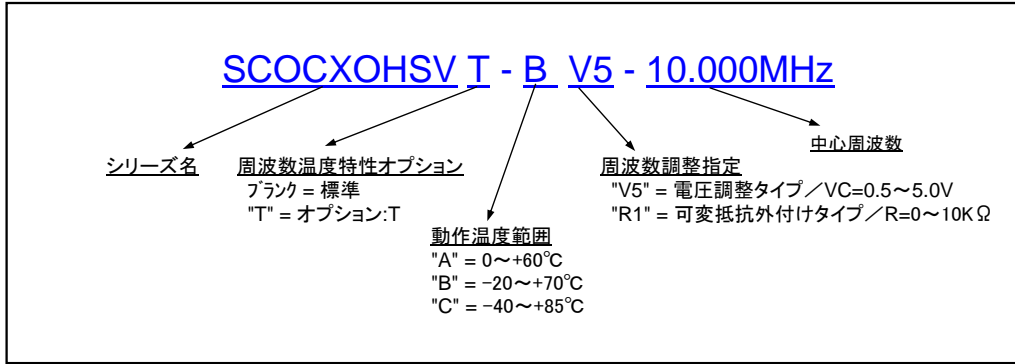 SCOCXOHSV T - B V5 - 10.000MHz
中心周波数
シリーズ名
周波数温度特性オプション
ブランク = 標準
"T" = オプション:T
周波数調整指定
"V5" = 電圧調整タイプ/VC=0.5~5.0V
"R1" = 可変抵抗外付けタイプ/R=0~10KΩ
動作温度範囲
"A" = 0~+60℃
"B" = -20~+70℃
"C" = -40~+85℃